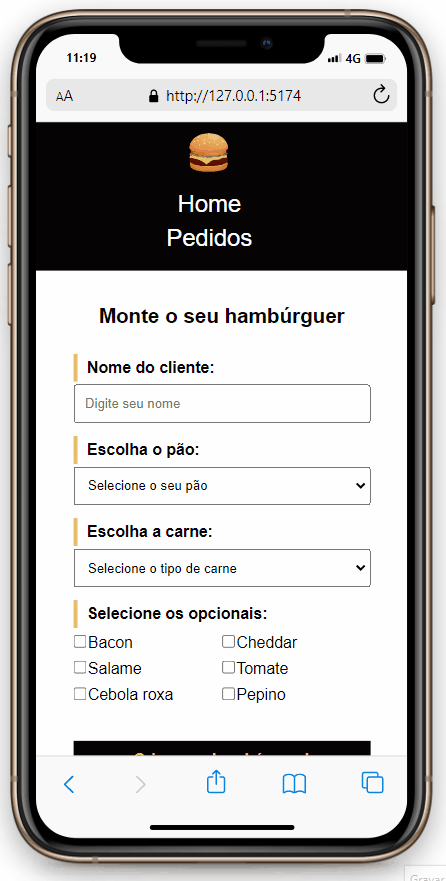 11:19
4G
AA
http://127.0.0.1:5174
Home
Pedidos
Monte o seu hambúrguer
Nome do cliente:
Digite seu nome
Escolha o pão:
Selecione o seu pão
Escolha a carne:
Selecione o tipo de carne
Selecione os opcionais:
Bacon
Cheddar
Salame
Tomate
Cebola roxa
Pepino
Gravar